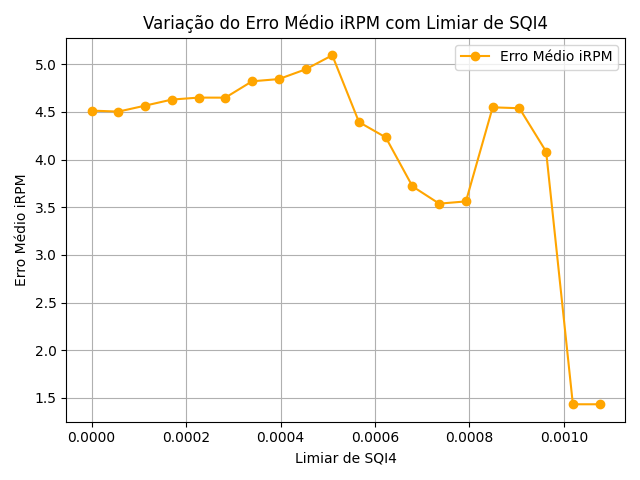 Variação do Erro Médio iRPM com Limiar de SQI4
Erro Médio iRPM
Erro Médio iRPM
5.0
4.5
4.0
3.5
3.0
2.5
2.0
1.5
0.0000 0.0002 0.0004 0.0006 0.0008 0.0010
Limiar de SQI4